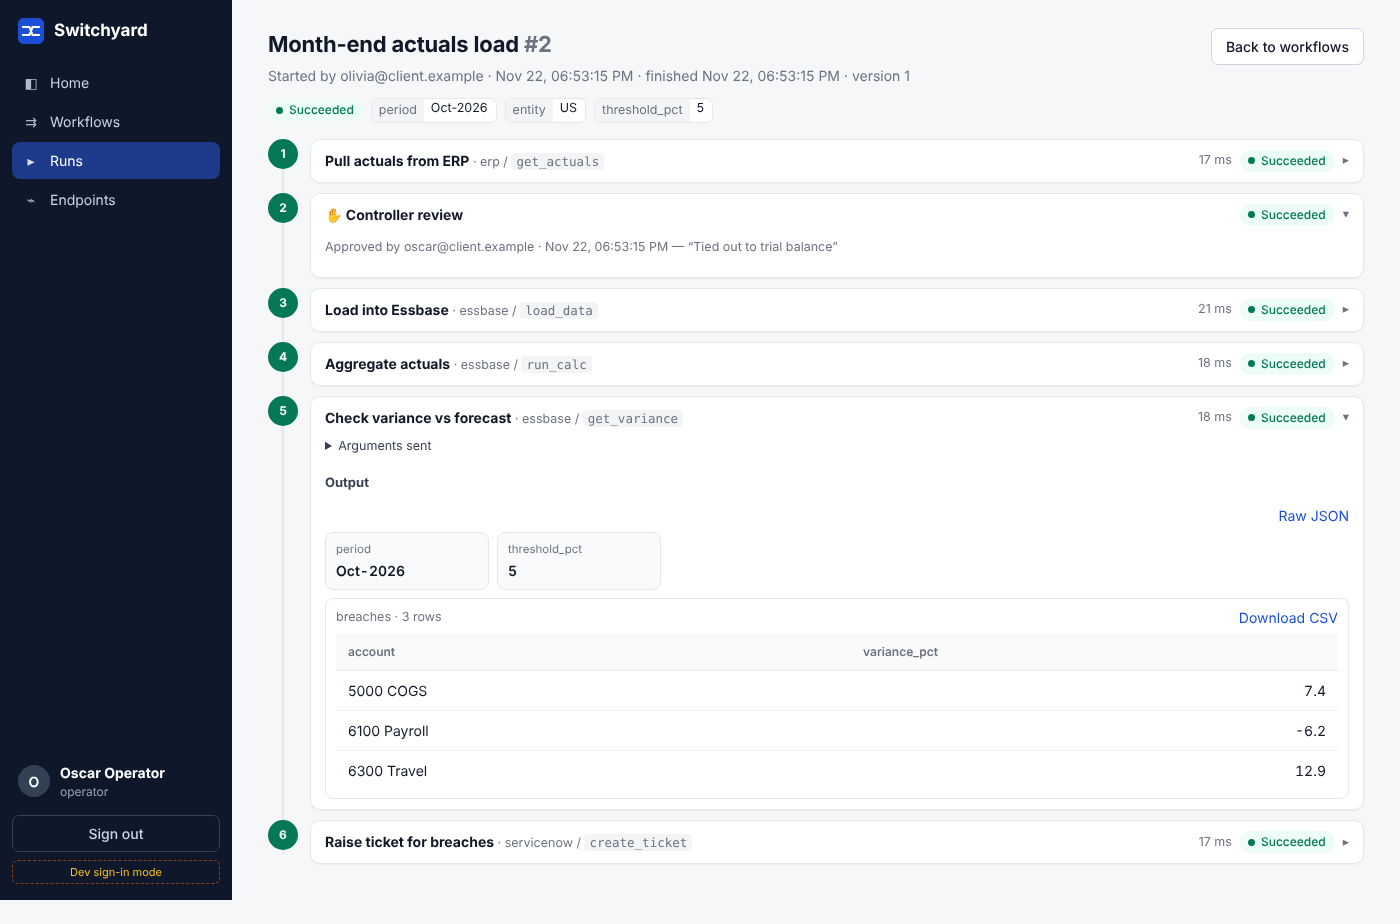 Switchyard
Home
Workflows
Runs
Endpoints
Oscar Operator
O
operator
Sign out
Dev sign-in mode
Month-end actuals load #2
Back to workflows
Started by olivia@client.example · Nov 22, 06:53:15 PM · finished Nov 22, 06:53:15 PM · version 1
Succeeded period Oct-2026 entity US threshold_pct 5
1 Pull actuals from ERP · erp / get_actuals 17 ms Succeeded
2 ✋ Controller review Succeeded
Approved by oscar@client.example · Nov 22, 06:53:15 PM — “Tied out to trial balance”
3 Load into Essbase · essbase / load_data 21 ms Succeeded
4 Aggregate actuals · essbase / run_calc 18 ms Succeeded
5 Check variance vs forecast · essbase / get_variance 18 ms Succeeded
Arguments sent
Output
Raw JSON
period threshold_pct
Oct-2026 5
breaches · 3 rows Download CSV
account variance_pct
5000 COGS 7.4
6100 Payroll -6.2
6300 Travel 12.9
6 Raise ticket for breaches · servicenow / create_ticket 17 ms Succeeded